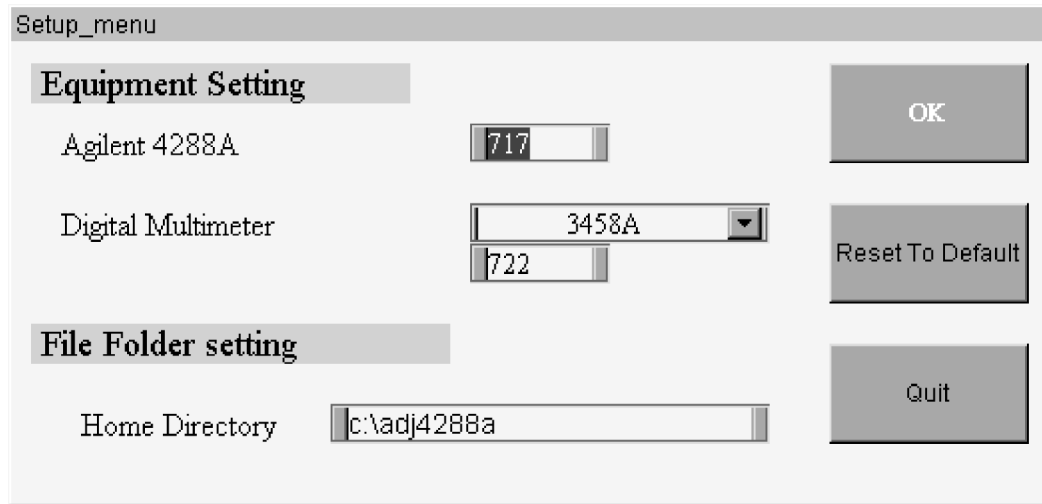 Setup_menu
Equipment Setting
Agilent 4288A
717
Digital Multimeter
3458A
722
File Folder setting
Home Directory
c:\adj4288a
OK
Reset To Default
Quit